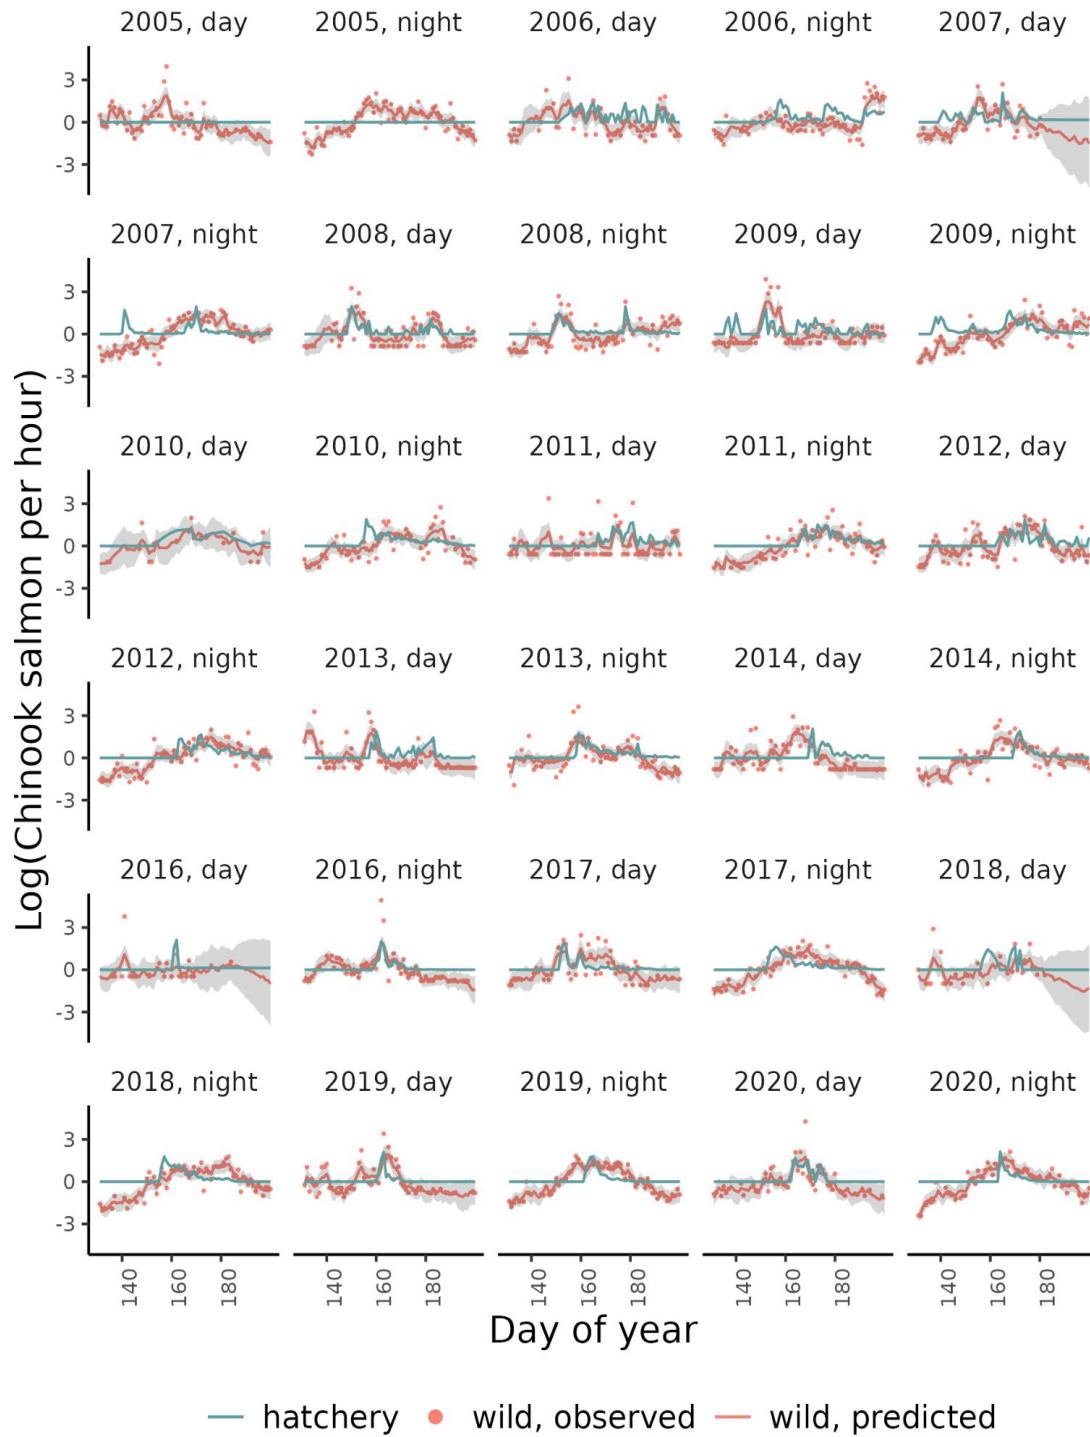 2005, day 2005, night 2006, day 2006, night 2007, day
3
0
-3
2007, night 2008, day 2008, night 2009, day 2009, night
3
0
-3
2010, day 2010, night 2011, day 2011, night 2012, day
3
0
-3
2012, night 2013, day 2013, night 2014, day 2014, night
3
0
-3
2016, day 2016, night 2017, day 2017, night 2018, day
3
0
-3
2018, night 2019, day 2019, night 2020, day 2020, night
3
0
-3
Log(Chinook salmon per hour)
140 160 180 140 160 180 140 160 180 140 160 180 140 160 180
Day of year
hatchery wild, observed wild, predicted